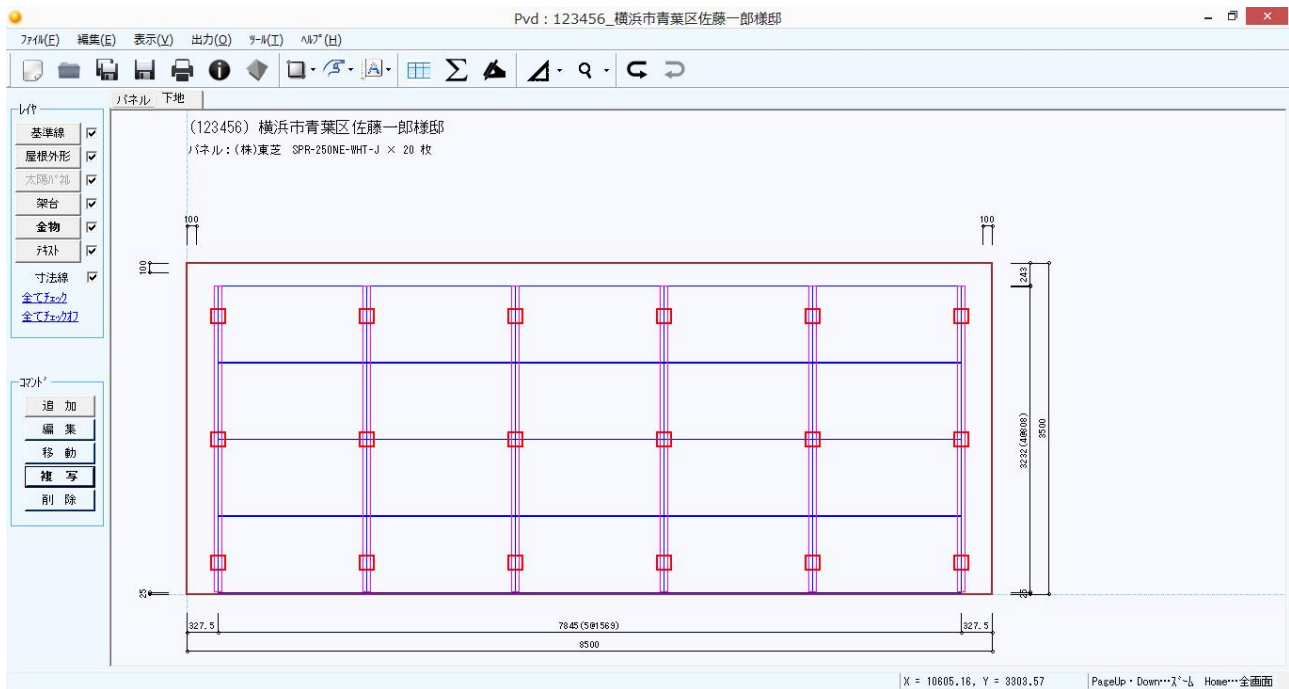 Pvd : 123456_横浜市青葉区佐藤一郎様邸
ﾌｧｲﾙ(F) 編集(E) 表示(V) 出力(O) ﾂｰﾙ(T) ﾍﾙﾌﾟ(H)
パネル 下地
ﾚｲﾔ
基準線
屋根外形
太陽ﾊﾟﾈﾙ
架台
金物
ﾃｷｽﾄ
寸法線
全てﾁｪｯｸ
全てﾁｪｯｸｵﾌ
ｺﾏﾝﾄﾞ
追 加
編 集
移 動
複 写
削 除
(123456) 横浜市青葉区佐藤一郎様邸
パネル：(株)東芝 SPR-250NE-WHT-J × 20 枚
100
100
100
243
3232(4@808)
3500
25
25
327.5
7845(5@1569)
327.5
8500
X = 10605.16, Y = 3303.57
PageUp・Down…ｽﾞｰﾑ Home…全画面